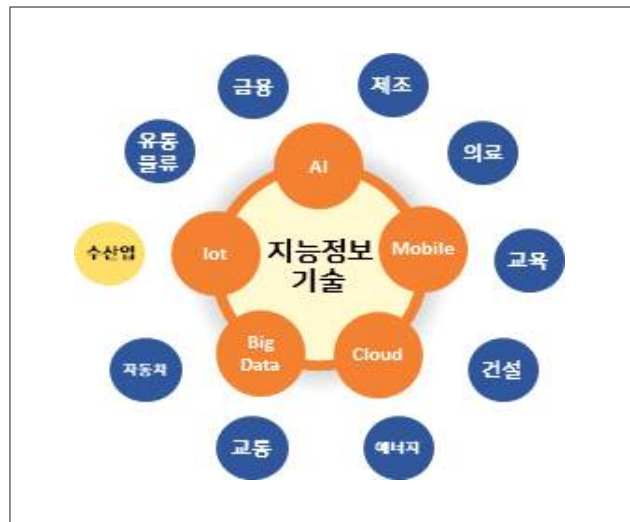 금융
제조
유통
물류
AI
의료
수산업
Iot
지능정보
기술
Mobile
교육
자동차
Big
Data
Cloud
건설
교통
에너지